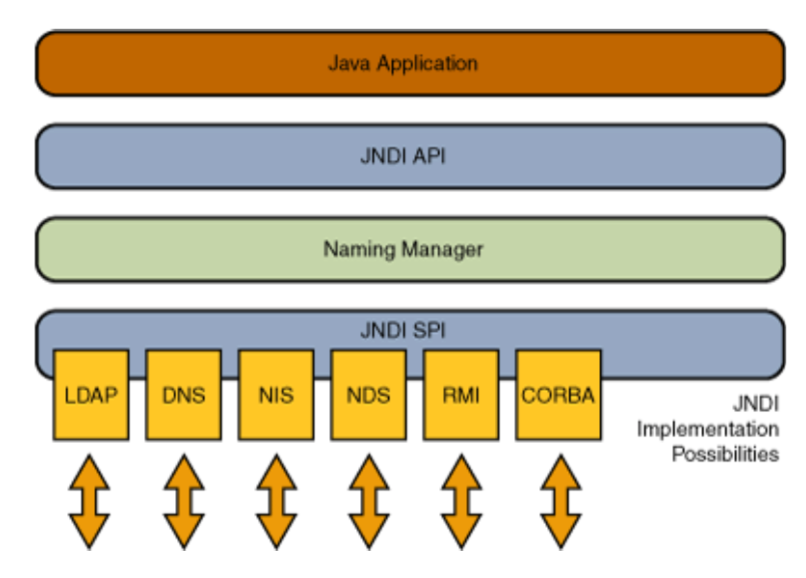 Java Application
JNDI API
Naming Manager
JNDI SPI
LDAP
DNS
NIS
NDS
RMI
CORBA
JNDI
Implementation
Possibilities